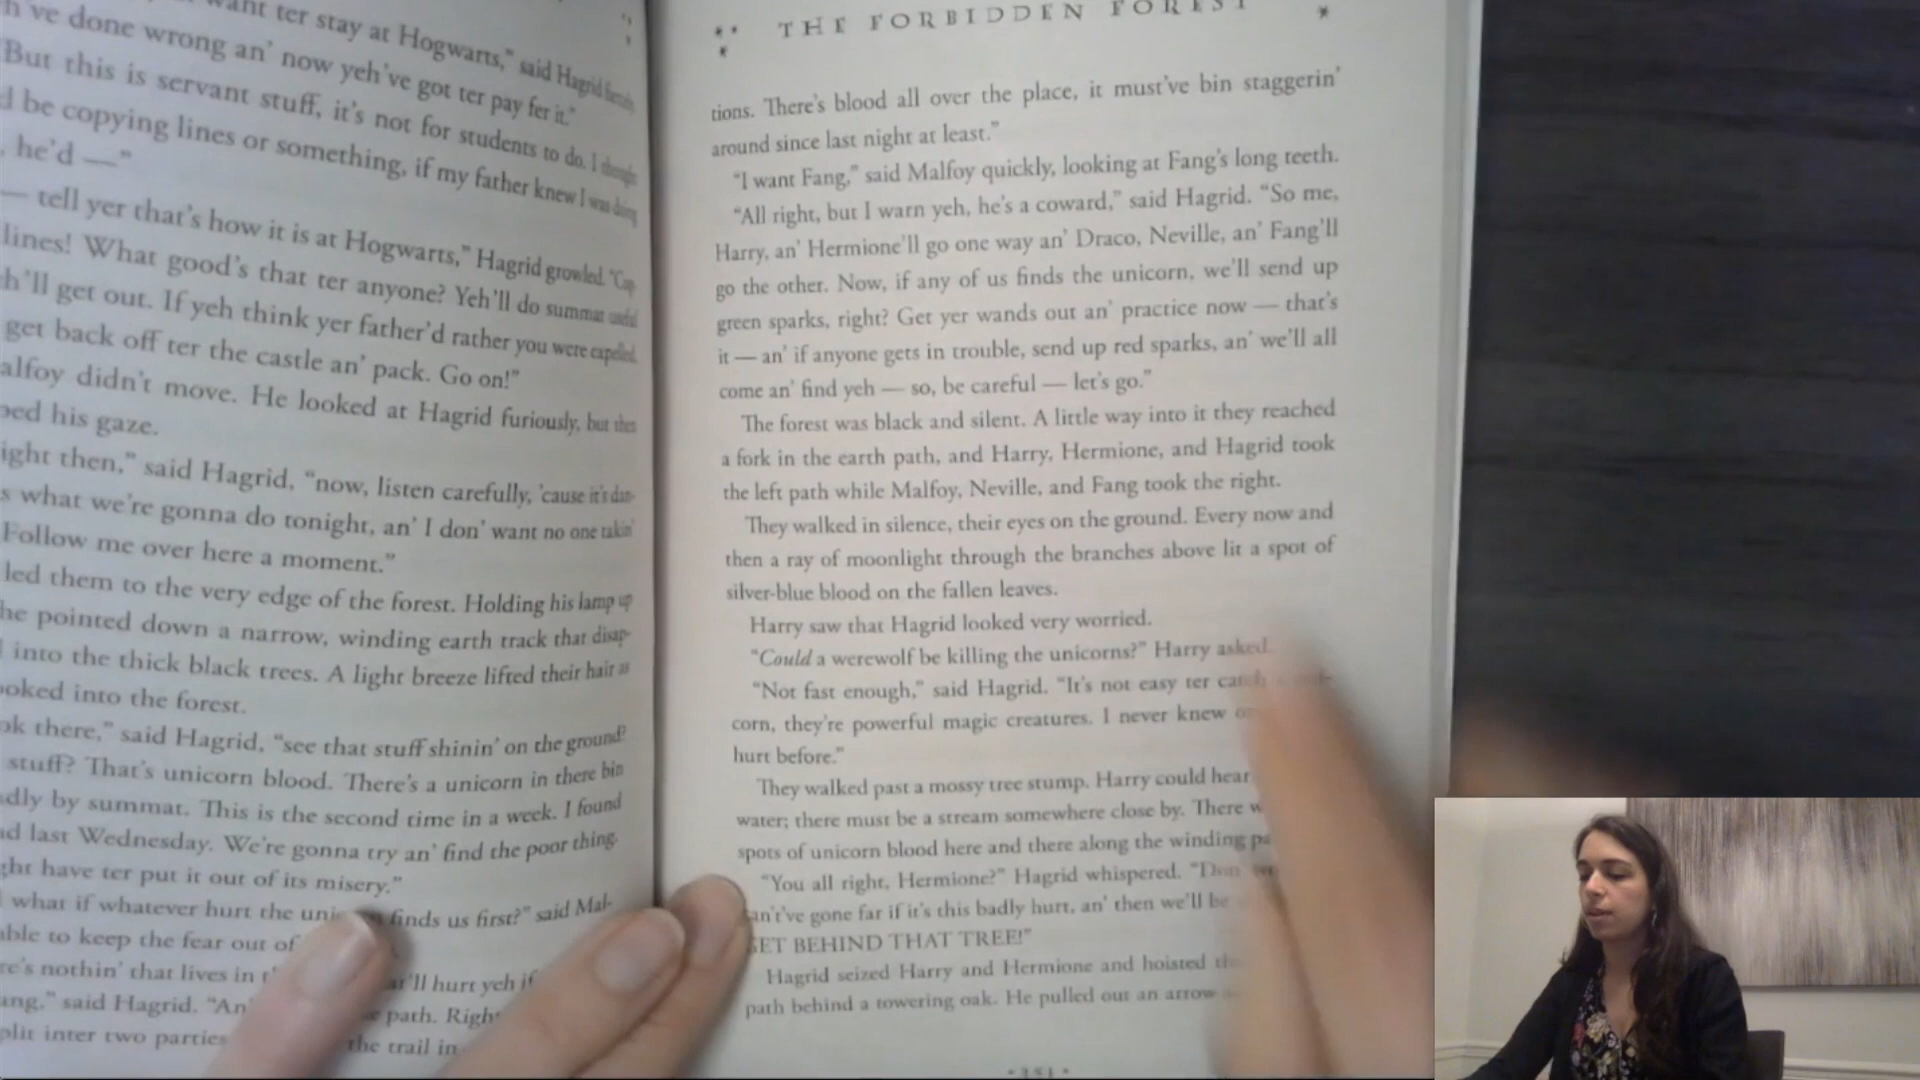 want ter stay at Hogwarts," said Hagrid
h've done wrong an' now yeh've got ter pay fer it."
"But this is servant stuff, it's not for students to do. I thought
d be copying lines or something, if my father knew I was doing
, he'd —"
— tell yer that's how it is at Hogwarts," Hagrid growled.
lines! What good's that ter anyone? Yeh'll do summat useful
h'll get out. If yeh think yer father'd rather you were expelled,
get back off ter the castle an' pack. Go on!"
alfoy didn't move. He looked at Hagrid furiously, but then
ped his gaze.
ight then," said Hagrid, "now, listen carefully, 'cause it's dan-
s what we're gonna do tonight, an' I don' want no one takin'
Follow me over here a moment."
led them to the very edge of the forest. Holding his lamp up
he pointed down a narrow, winding earth track that disap-
into the thick black trees. A light breeze lifted their hair as
ooked into the forest.
ok there," said Hagrid, "see that stuff shinin' on the ground?
stuff? That's unicorn blood. There's a unicorn in there bin
dly by summat. This is the second time in a week. I found
ad last Wednesday. We're gonna try an' find the poor thing.
ght have ter put it out of its misery."
what if whatever hurt the finds us first?" said Mal-
able to keep the fear out of
re's nothin' that lives in hurt yeh if
ang," said Hagrid. "An' path. Right
plit inter two parties the trail in
THE FORBIDDEN FOREST
tions. There's blood all over the place, it must've bin staggerin'
around since last night at least."
"I want Fang," said Malfoy quickly, looking at Fang's long teeth.
"All right, but I warn yeh, he's a coward," said Hagrid. "So me,
Harry, an' Hermione'll go one way an' Draco, Neville, an' Fang'll
go the other. Now, if any of us finds the unicorn, we'll send up
green sparks, right? Get yer wands out an' practice now — that's
it — an' if anyone gets in trouble, send up red sparks, an' we'll all
come an' find yeh — so, be careful — let's go."
The forest was black and silent. A little way into it they reached
a fork in the earth path, and Harry, Hermione, and Hagrid took
the left path while Malfoy, Neville, and Fang took the right.
They walked in silence, their eyes on the ground. Every now and
then a ray of moonlight through the branches above lit a spot of
silver-blue blood on the fallen leaves.
Harry saw that Hagrid looked very worried.
"Could a werewolf be killing the unicorns?" Harry asked.
"Not fast enough," said Hagrid. "It's not easy ter catch
corn, they're powerful magic creatures. I never knew
hurt before."
They walked past a mossy tree stump. Harry could hear
water; there must be a stream somewhere close by. There
spots of unicorn blood here and there along the winding
"You all right, Hermione?" Hagrid whispered.
an't've gone far if it's this badly hurt, an' then we'll be
GET BEHIND THAT TREE!"
Hagrid seized Harry and Hermione and hoisted
path behind a towering oak. He pulled out an arrow